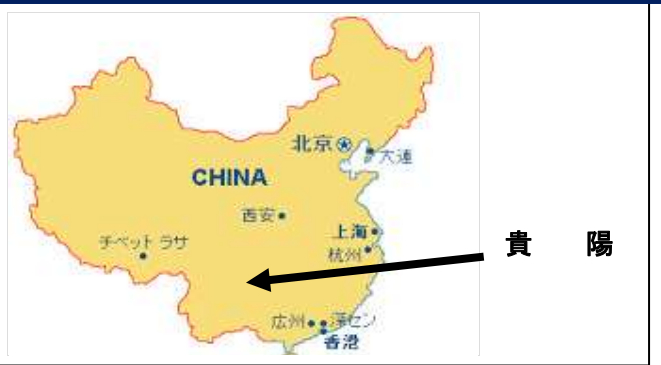 北京
大連
CHINA
西安
上海
チベット ラサ
杭州
貴 陽
広州
深セン
香港